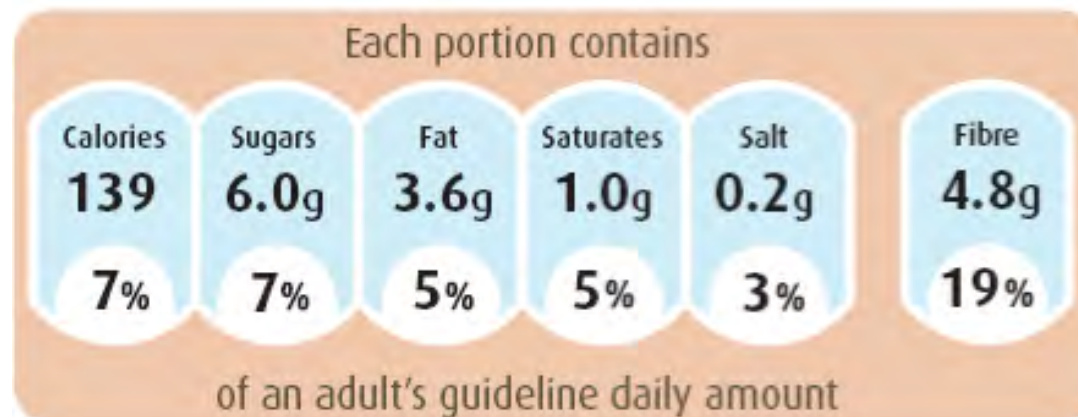 Each portion contains
Calories Sugars Fat Saturates Salt Fibre
139 6.0g 3.6g 1.0g 0.2g 4.8g
7% 7% 5% 5% 3% 19%
of an adult's guideline daily amount